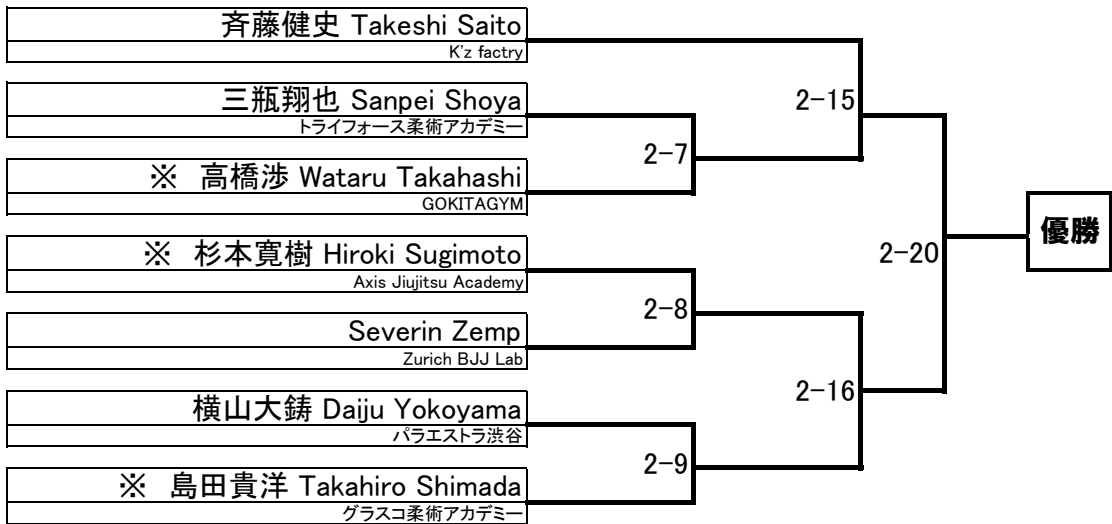 斉藤健史 Takeshi Saito
K'z factry
三瓶翔也 Sanpei Shoya
トライフォース柔術アカデミー
※ 高橋渉 Wataru Takahashi
GOKITAGYM
※ 杉本寛樹 Hiroki Sugimoto
Axis Jiujitsu Academy
Severin Zemp
Zurich BJJ Lab
横山大鋳 Daiju Yokoyama
パラエストラ渋谷
※ 島田貴洋 Takahiro Shimada
グラスコ柔術アカデミー
2-7
2-8
2-9
2-15
2-16
2-20
優勝